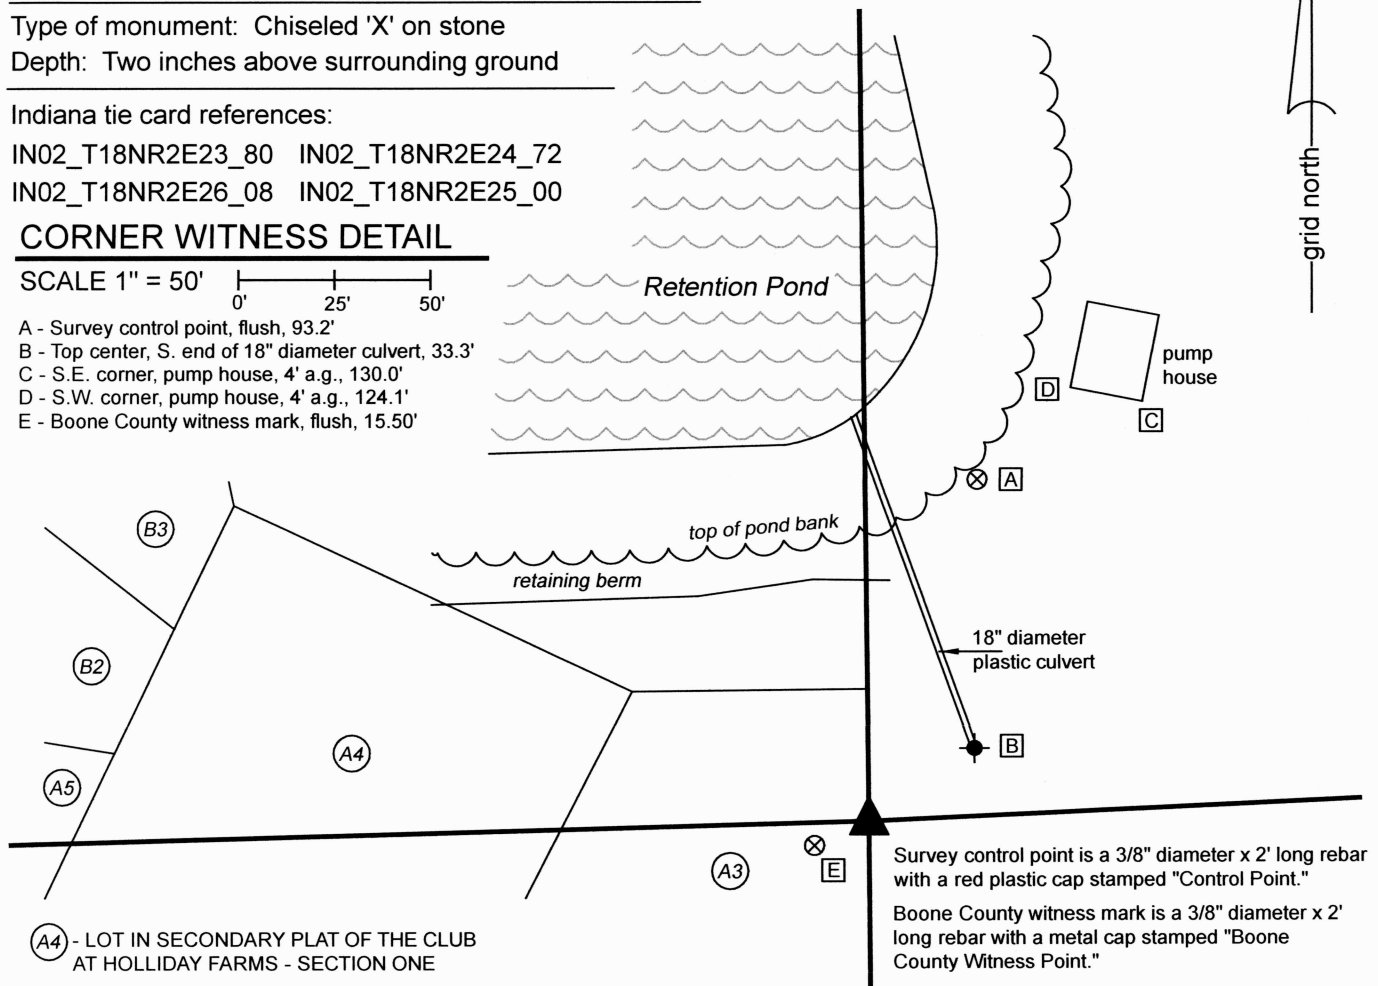 Type of monument: Chiseled 'X' on stone
Depth: Two inches above surrounding ground
Indiana tie card references:
IN02_T18NR2E23_80 IN02_T18NR2E24_72
IN02_T18NR2E26_08 IN02_T18NR2E25_00
CORNER WITNESS DETAIL
SCALE 1" = 50'
0' 25' 50'
A - Survey control point, flush, 93.2'
B - Top center, S. end of 18" diameter culvert, 33.3'
C - S.E. corner, pump house, 4' a.g., 130.0'
D - S.W. corner, pump house, 4' a.g., 124.1'
E - Boone County witness mark, flush, 15.50'
Retention Pond
grid north
pump
house
D
C
A
B3
top of pond bank
retaining berm
18" diameter
plastic culvert
B2
B
A4
A5
A3
E
Survey control point is a 3/8" diameter x 2' long rebar
with a red plastic cap stamped "Control Point."
Boone County witness mark is a 3/8" diameter x 2'
long rebar with a metal cap stamped "Boone
County Witness Point."
A4 - LOT IN SECONDARY PLAT OF THE CLUB
AT HOLLIDAY FARMS - SECTION ONE